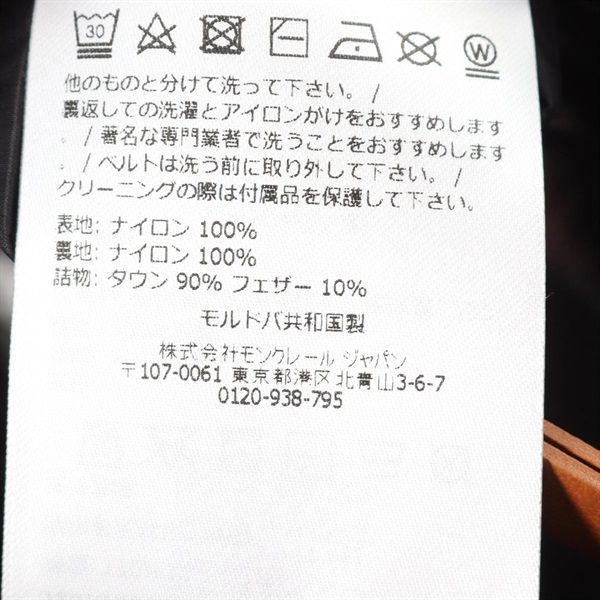 30
W
他のものと分けて洗って下さい。 /
裏返しての洗濯とアイロンがけをおすすめします
。 / 著名な専門業者で洗うことをおすすめします
。 / ベルトは洗う前に取り外して下さい。 /
クリーニングの際は付属品を保護して下さい。
表地: ナイロン 100%
裏地: ナイロン 100%
詰物: ダウン 90% フェザー 10%
モルドバ共和国製
株式会社モンクレール ジャパン
〒107-0061 東京都港区 北青山3-6-7
0120-938-795